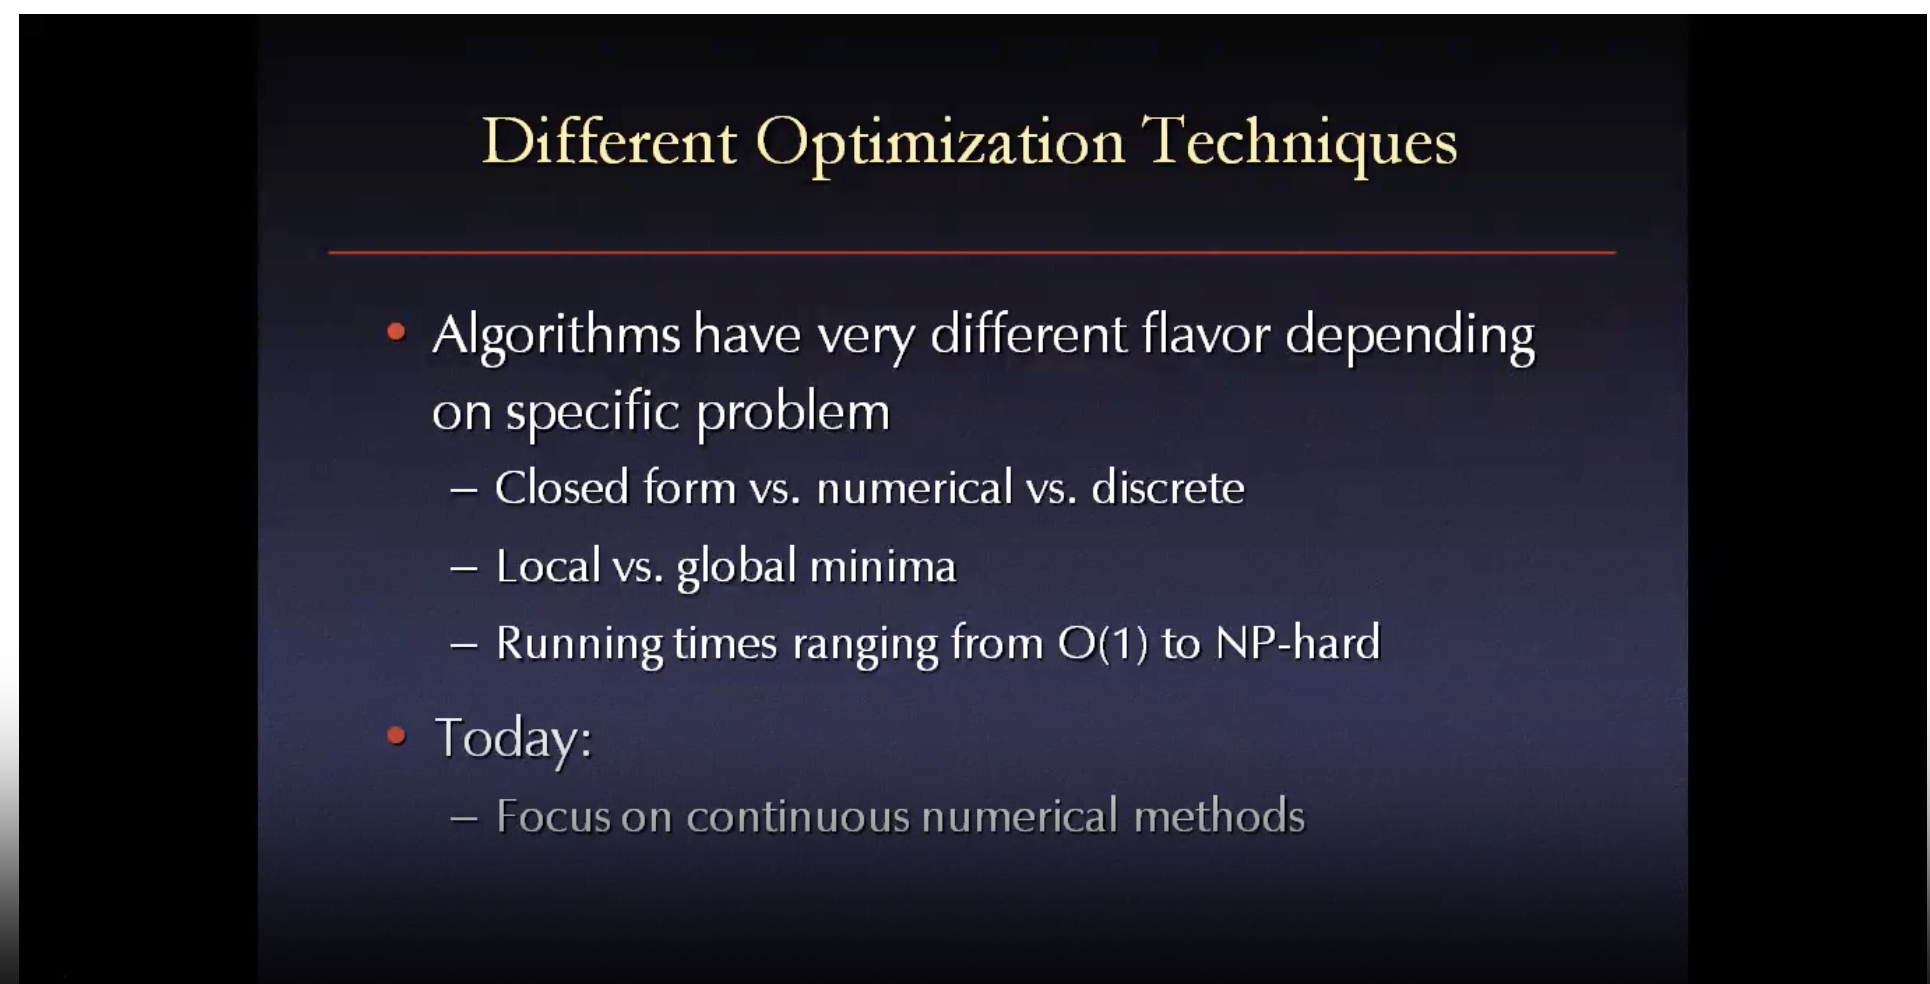 Different Optimization Techniques
• Algorithms have very different flavor depending
on specific problem
– Closed form vs. numerical vs. discrete
– Local vs. global minima
– Running times ranging from O(1) to NP-hard
• Today:
– Focus on continuous numerical methods